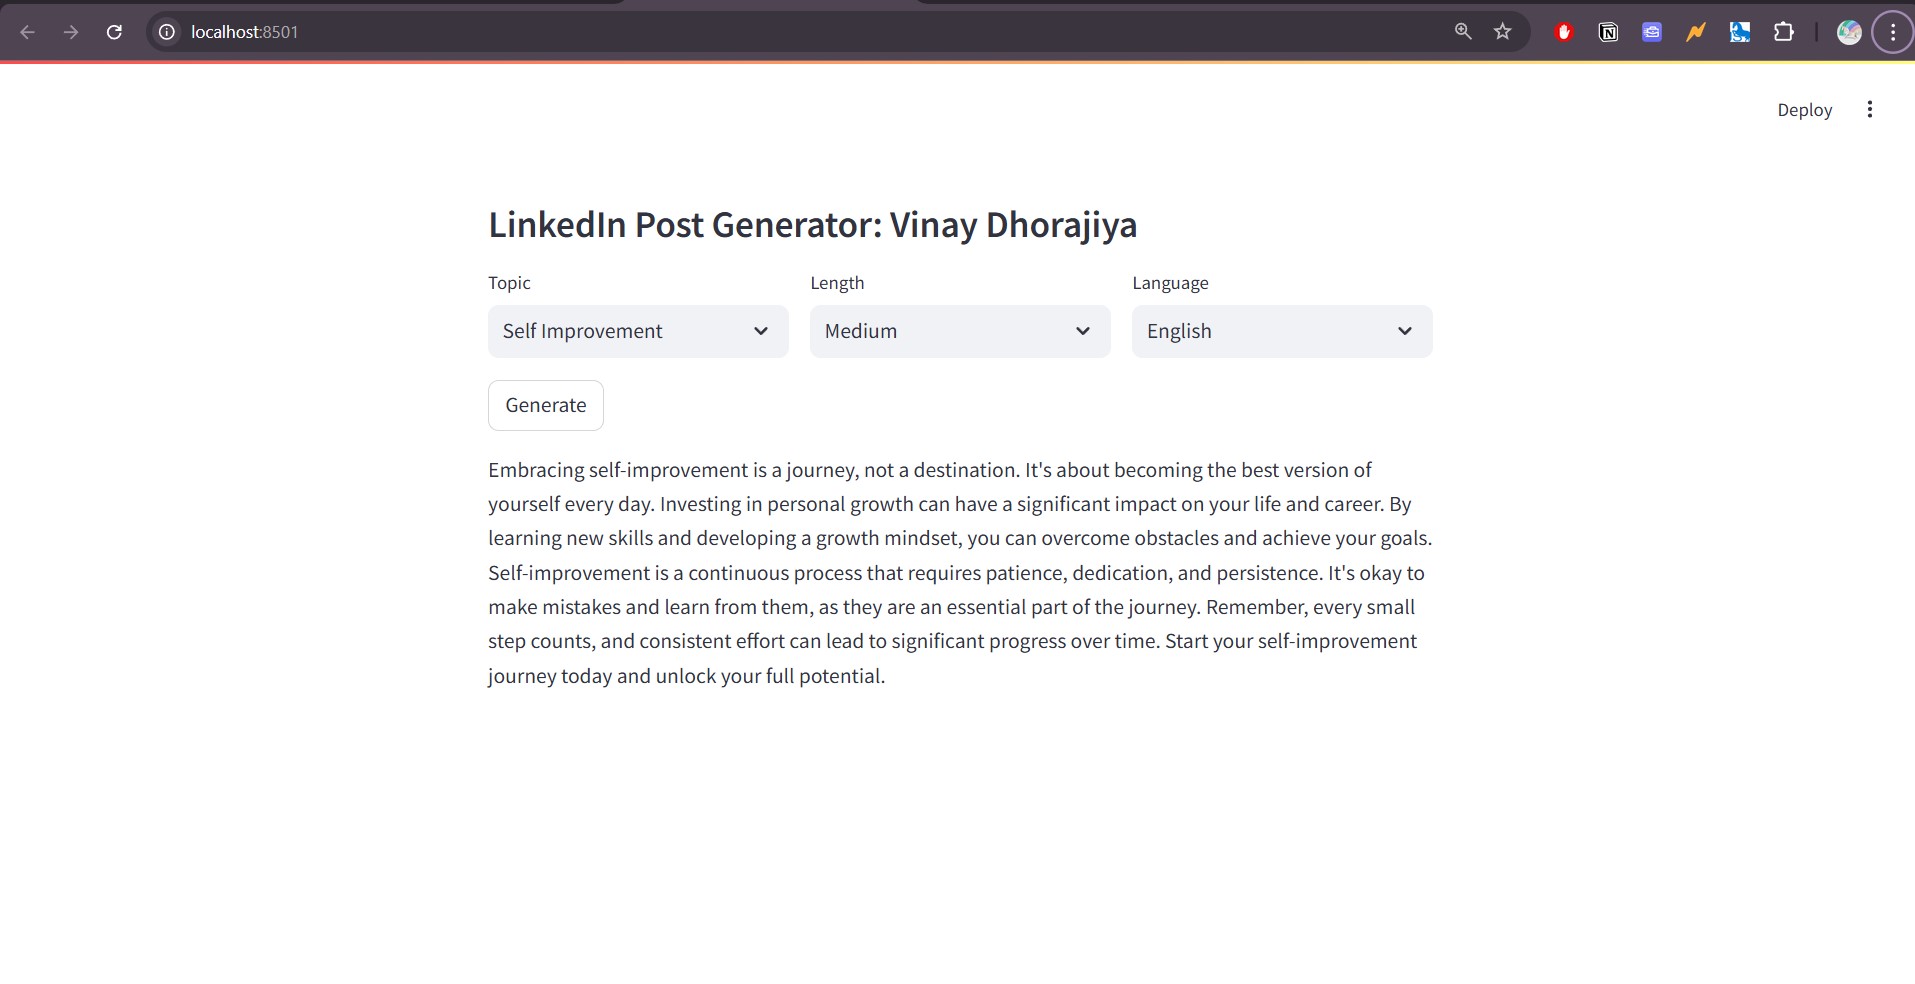 localhost:8501
Deploy
LinkedIn Post Generator: Vinay Dhorajiya
Topic
Length
Language
Self Improvement
Medium
English
Generate
Embracing self-improvement is a journey, not a destination. It's about becoming the best version of
yourself every day. Investing in personal growth can have a significant impact on your life and career. By
learning new skills and developing a growth mindset, you can overcome obstacles and achieve your goals.
Self-improvement is a continuous process that requires patience, dedication, and persistence. It's okay to
make mistakes and learn from them, as they are an essential part of the journey. Remember, every small
step counts, and consistent effort can lead to significant progress over time. Start your self-improvement
journey today and unlock your full potential.